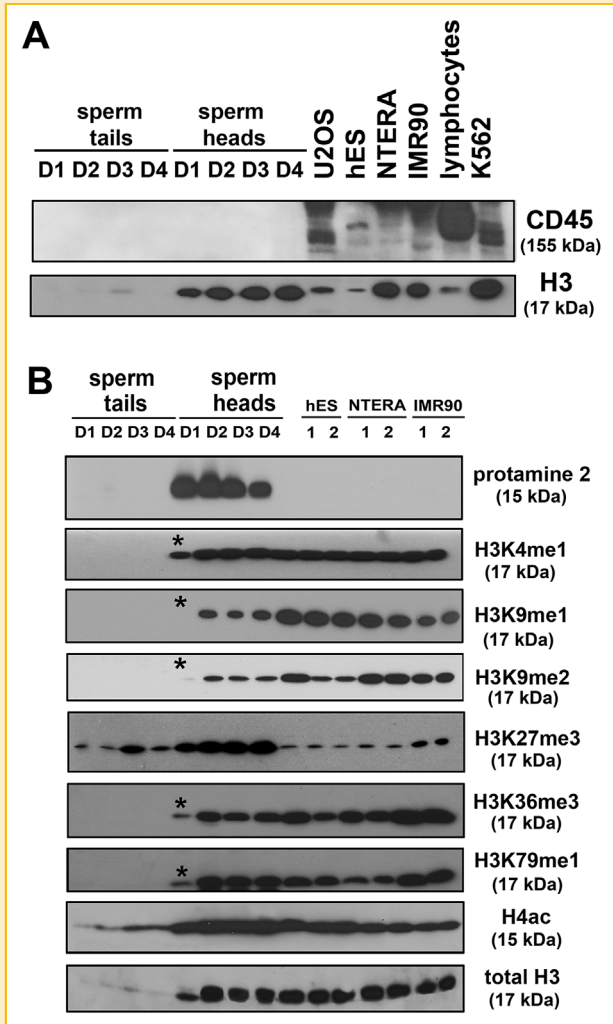 A
sperm tails
sperm heads
U2OS
hES
NTERA
IMR90
lymphocytes
K562
D1 D2 D3 D4 D1 D2 D3 D4
CD45
(155 kDa)
H3
(17 kDa)
B
sperm tails
sperm heads
hES NTERA IMR90
D1 D2 D3 D4 D1 D2 D3 D4 1 2 1 2 1 2
protamine 2
(15 kDa)
*
H3K4me1
(17 kDa)
*
H3K9me1
(17 kDa)
*
H3K9me2
(17 kDa)
H3K27me3
(17 kDa)
*
H3K36me3
(17 kDa)
*
H3K79me1
(17 kDa)
H4ac
(15 kDa)
total H3
(17 kDa)